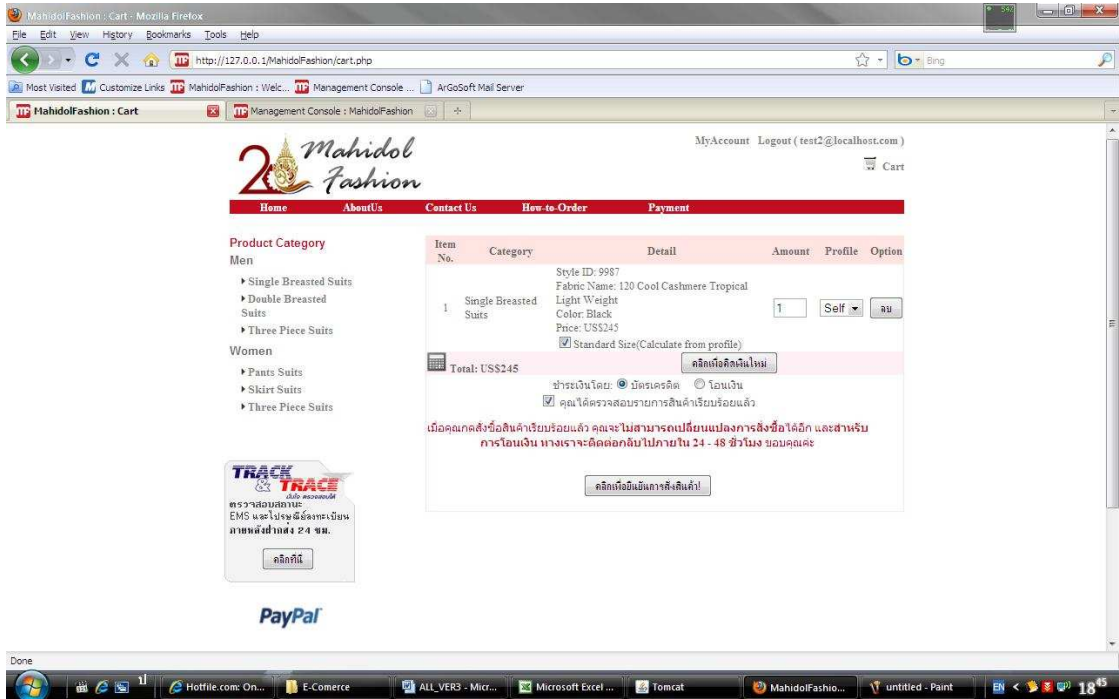 MahidolFashion : Cart - Mozilla Firefox
542
File Edit View History Bookmarks Tools Help
http://127.0.0.1/MahidolFashion/cart.php
Bing
Most Visited Customize Links MahidolFashion : Welc... Management Console ... ArGoSoft Mail Server
MahidolFashion : Cart
Management Console : MahidolFashion
Mahidol
Fashion
MyAccount Logout ( test2@localhost.com )
Cart
Home AboutUs Contact Us How-to-Order Payment
Product Category
Men
Single Breasted Suits
Double Breasted
Suits
Three Piece Suits
Women
Pants Suits
Skirt Suits
Three Piece Suits
Item
No. Category Detail Amount Profile Option
1 Single Breasted
Suits
Style ID: 9987
Fabric Name: 120 Cool Cashmere Tropical
Light Weight
Color: Black
Price: US$245
Standard Size(Calculate from profile)
1 Self ลบ
Total: US$245 คลิกเพื่อคิดเงินใหม่
ชำระเงินโดย: บัตรเครดิต โอนเงิน
คุณได้ตรวจสอบรายการสินค้าเรียบร้อยแล้ว
เมื่อคุณกดสั่งซื้อสินค้าเรียบร้อยแล้ว คุณจะไม่สามารถเปลี่ยนแปลงการสั่งซื้อได้อีก และสำหรับ
การโอนเงิน ทางเราจะติดต่อกลับไปภายใน 24 - 48 ชั่วโมง ขอบคุณค่ะ
คลิกเพื่อยืนยันการสั่งสินค้า!
TRACK
& TRACE
มั่นใจ ตรวจสอบได้
ตรวจสอบสถานะ
EMS และไปรษณีย์ลงทะเบียน
ภายหลังฝากส่ง 24 ชม.
คลิกที่นี่
PayPal
Done
Hotfile.com: On... E-Comerce ALL_VER3 - Micr... Microsoft Excel ... Tomcat MahidolFashio... untitled - Paint EN 18 45